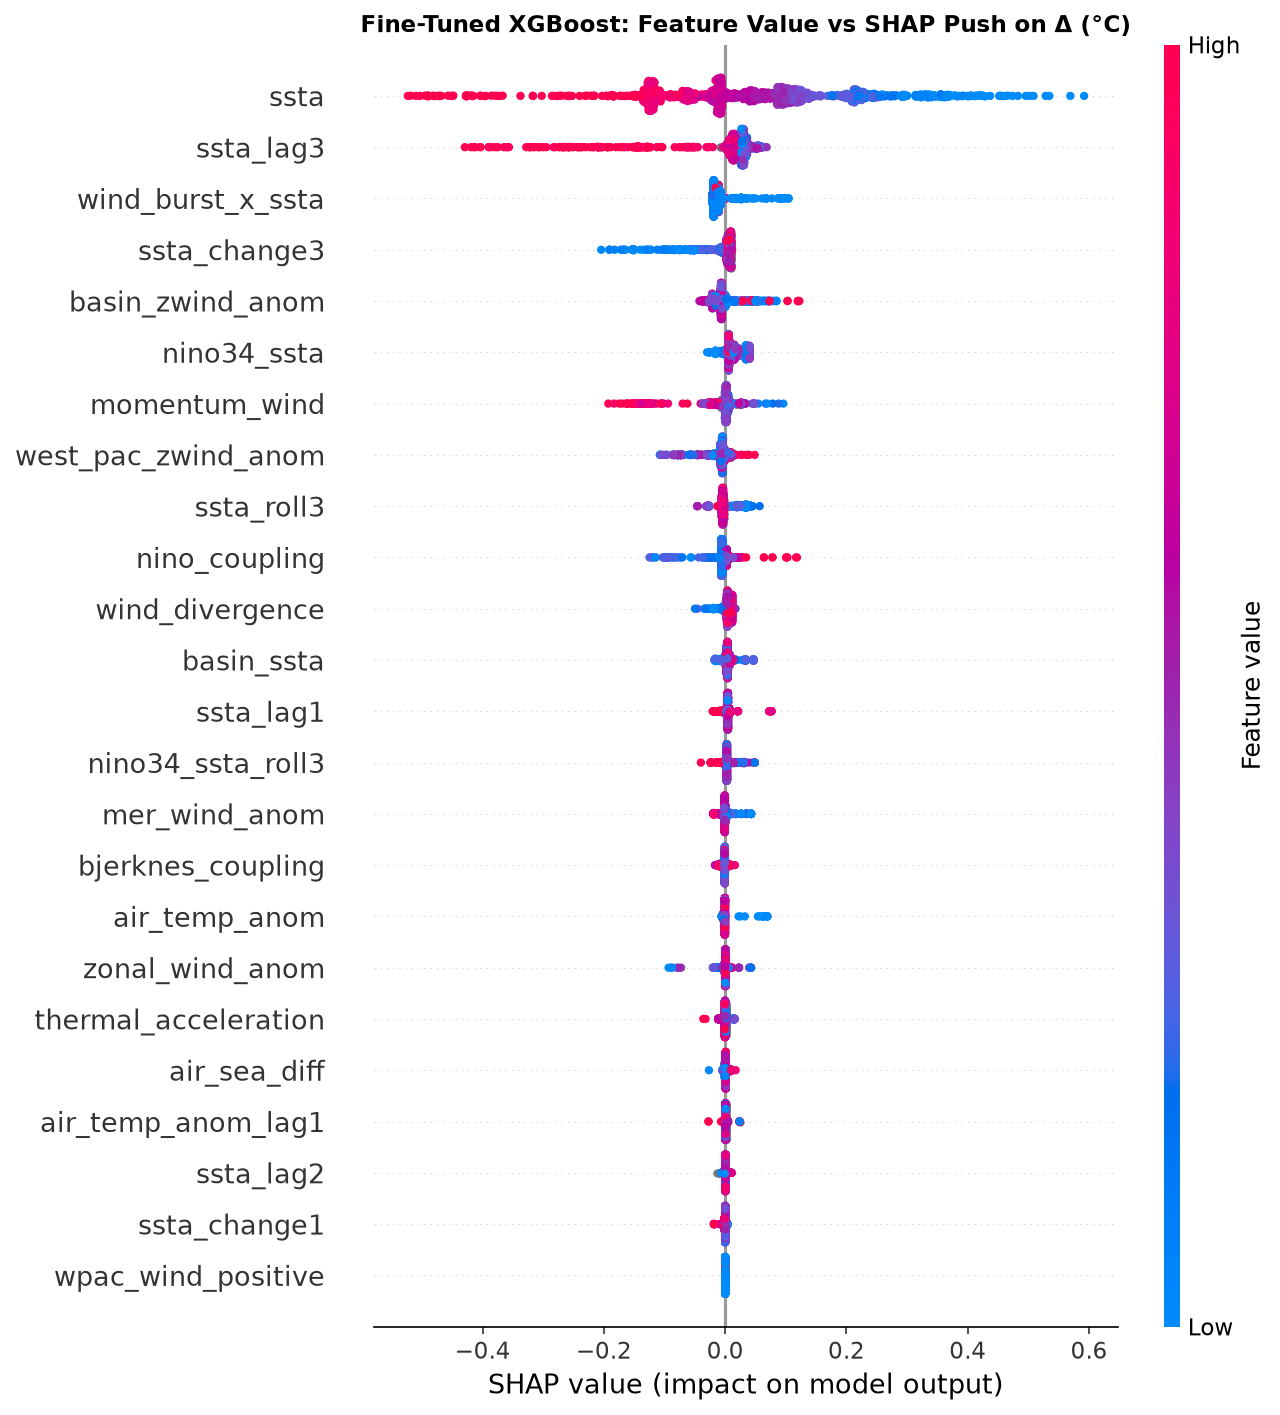 Fine-Tuned XGBoost: Feature Value vs SHAP Push on Δ (°C)
High
ssta
ssta_lag3
wind_burst_x_ssta
ssta_change3
basin_zwind_anom
nino34_ssta
momentum_wind
west_pac_zwind_anom
ssta_roll3
nino_coupling
wind_divergence
basin_ssta
ssta_lag1
nino34_ssta_roll3
mer_wind_anom
bjerknes_coupling
air_temp_anom
zonal_wind_anom
thermal_acceleration
air_sea_diff
air_temp_anom_lag1
ssta_lag2
ssta_change1
wpac_wind_positive
Feature value
Low
−0.4 −0.2 0.0 0.2 0.4 0.6
SHAP value (impact on model output)